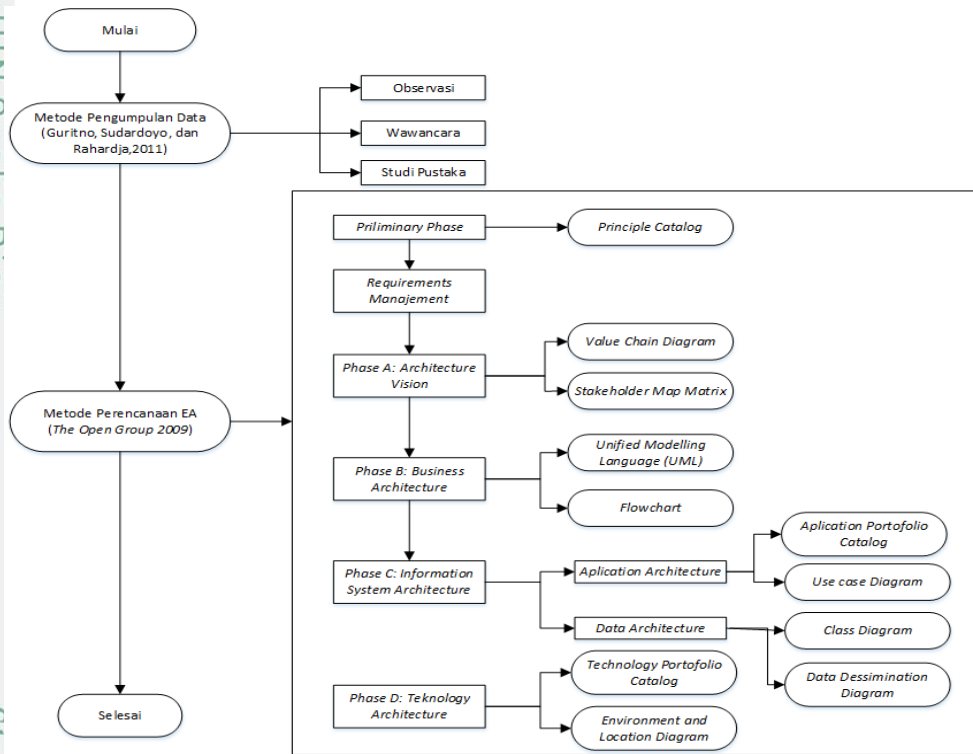 Mulai
Metode Pengumpulan Data
(Guritno, Sudardoyo, dan
Rahardja,2011)
Observasi
Wawancara
Studi Pustaka
Priliminary Phase
Principle Catalog
Requirements
Manajement
Phase A: Architecture
Vision
Value Chain Diagram
Stakeholder Map Matrix
Metode Perencanaan EA
(The Open Group 2009)
Phase B: Business
Architecture
Unified Modelling
Language (UML)
Flowchart
Phase C: Information
System Architecture
Aplication Architecture
Aplication Portofolio
Catalog
Use case Diagram
Data Architecture
Class Diagram
Data Dessimination
Diagram
Phase D: Teknology
Architecture
Technology Portofolio
Catalog
Environment and
Location Diagram
Selesai